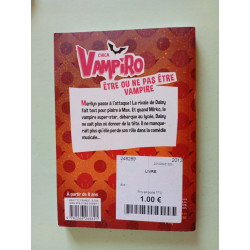 CHICA
VAMPIRO
ÊTRE OU NE PAS ÊTRE
VAMPIRE
Marilyn passe à l'attaque ! La rivale de Daisy
fait tout pour plaire à Max. Et quand Mirko, le
vampire super-star, débarque au lycée, Daisy
ne sait plus où donner de la tête. Il ne manque-
rait plus qu'elle perde son rôle dans la comédie
musicale...
À partir de 8 ans
LIVRE
1.00 €